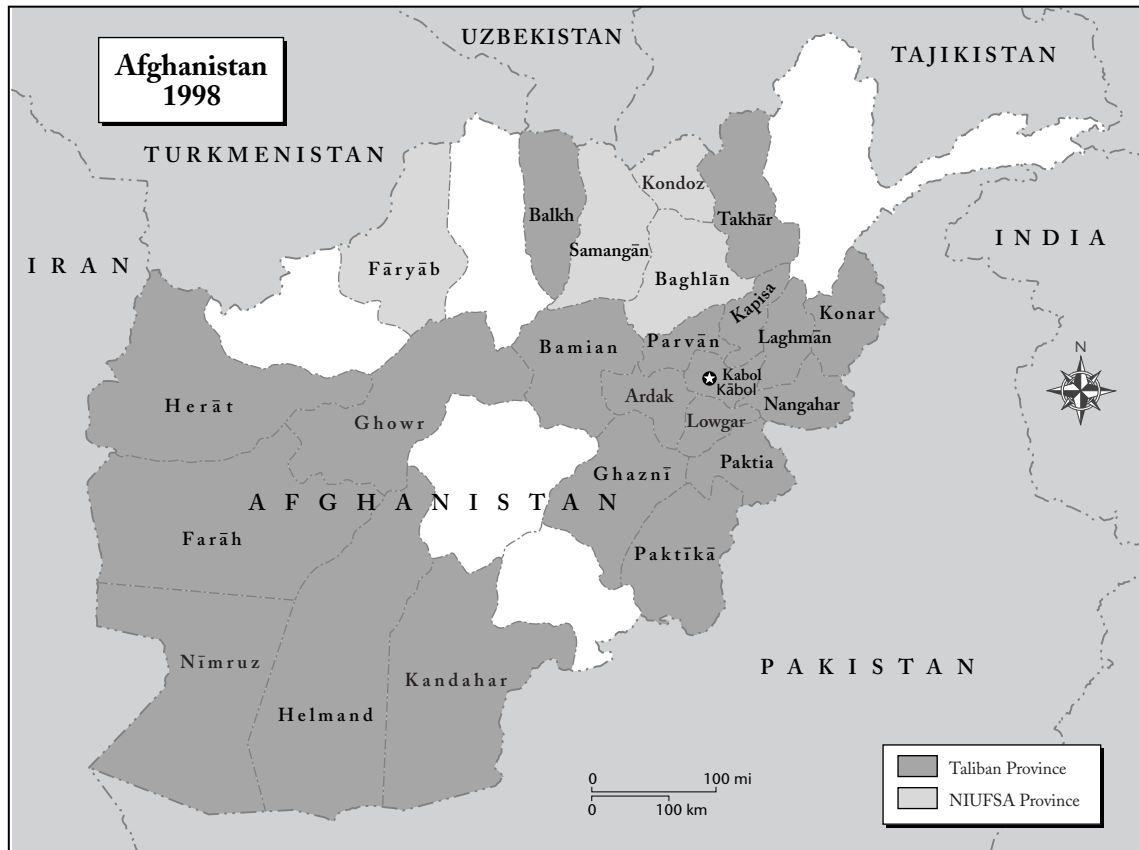 Afghanistan
1998
UZBEKISTAN
TAJIKISTAN
TURKMENISTAN
Kondoz
Balkh
Takhār
INDIA
Samangān
IRAN
Fāryāb
Baghlān
Kapisa
Konar
Laghmān
Parvān
Bamian
N
Kabol
Kābol
Ardak
Nangahar
Herāt
Ghowr
Lowgar
Paktia
Ghaznī
AFGHANISTAN
Farāh
Paktīkā
Nīmruz
PAKISTAN
Kandahar
Helmand
0 100 mi
0 100 km
Taliban Province
NIUFSA Province